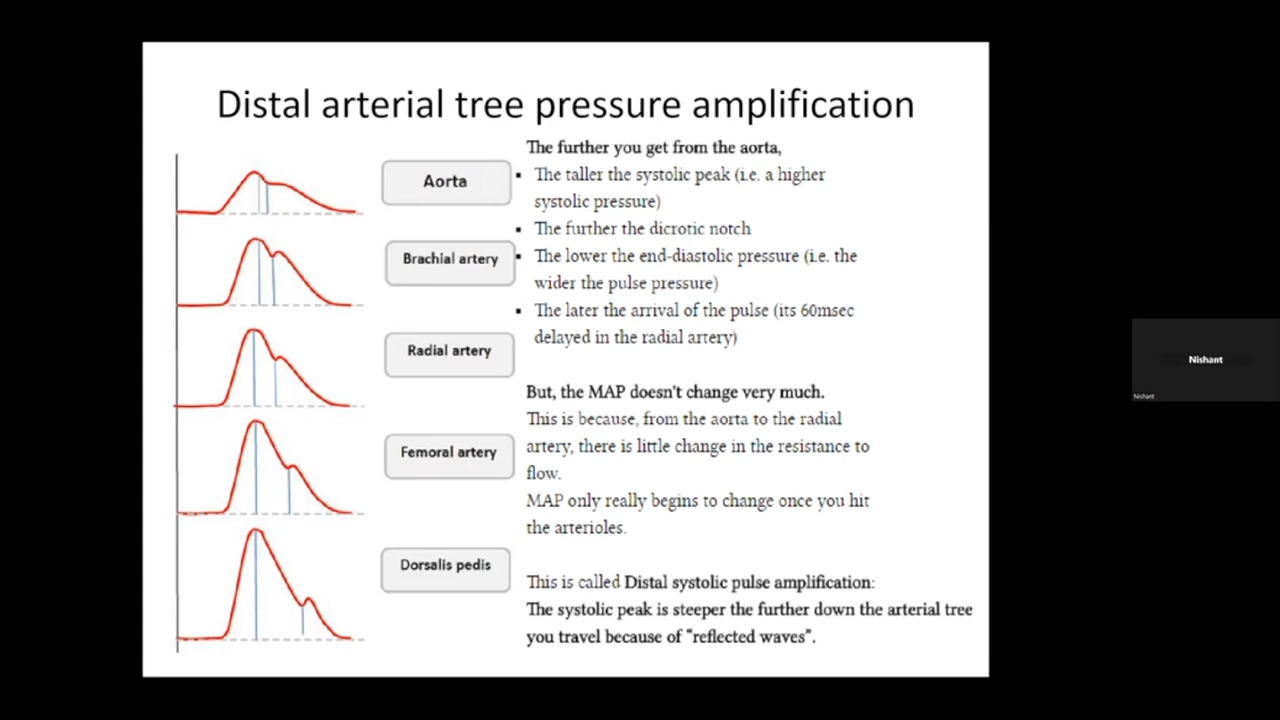 Distal arterial tree pressure amplification
Aorta
Brachial artery
Radial artery
Femoral artery
Dorsalis pedis
The further you get from the aorta,
▪ The taller the systolic peak (i.e. a higher
systolic pressure)
▪ The further the dicrotic notch
▪ The lower the end-diastolic pressure (i.e. the
wider the pulse pressure)
▪ The later the arrival of the pulse (its 60msec
delayed in the radial artery)
But, the MAP doesn't change very much.
This is because, from the aorta to the radial
artery, there is little change in the resistance to
flow.
MAP only really begins to change once you hit
the arterioles.
This is called Distal systolic pulse amplification:
The systolic peak is steeper the further down the arterial tree
you travel because of “reflected waves”.
Nishant
Nishant